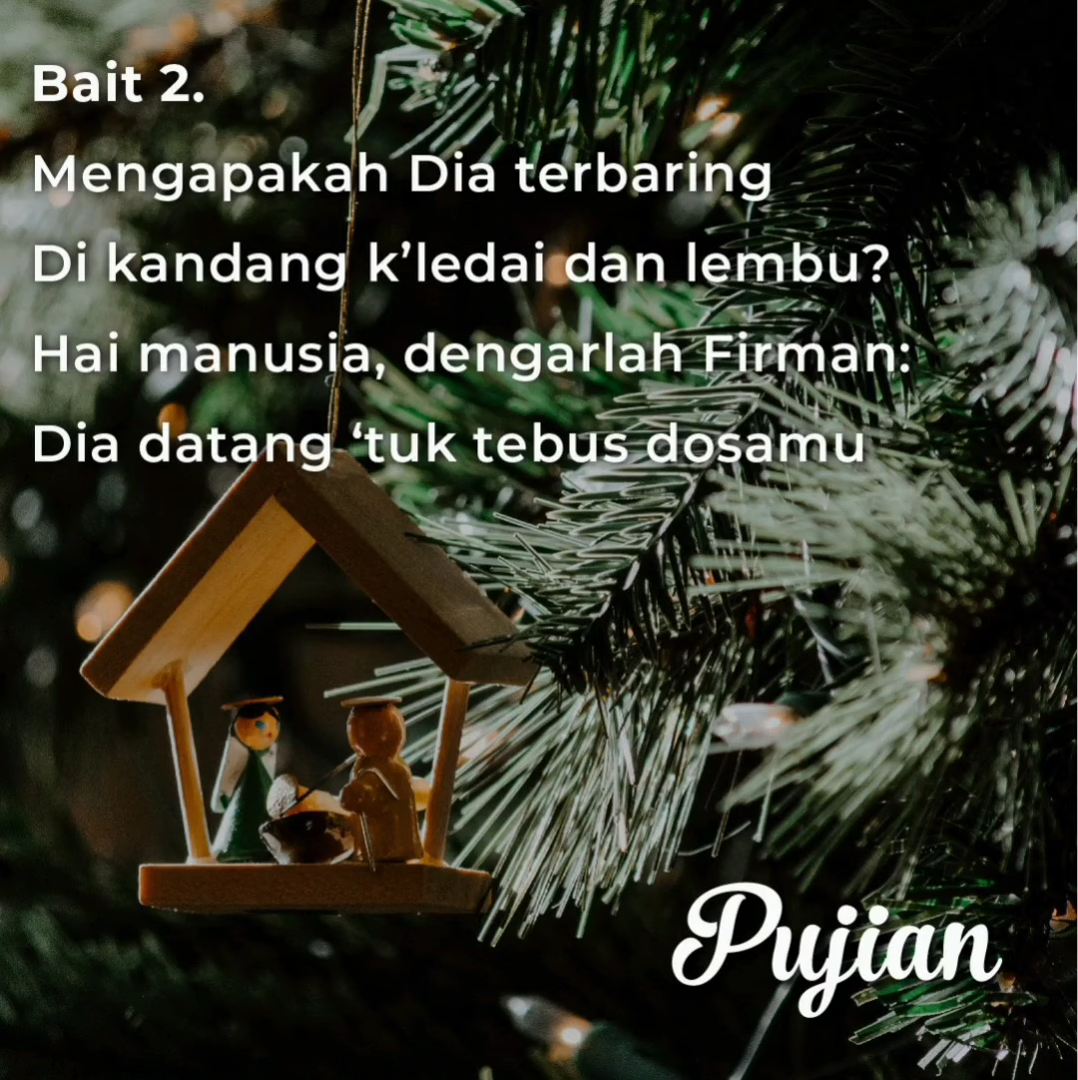 Bait 2.
Mengapakah Dia terbaring
Di kandang k’ledai dan lembu?
Hai manusia, dengarlah Firman:
Dia datang ‘tuk tebus dosamu
Pujian